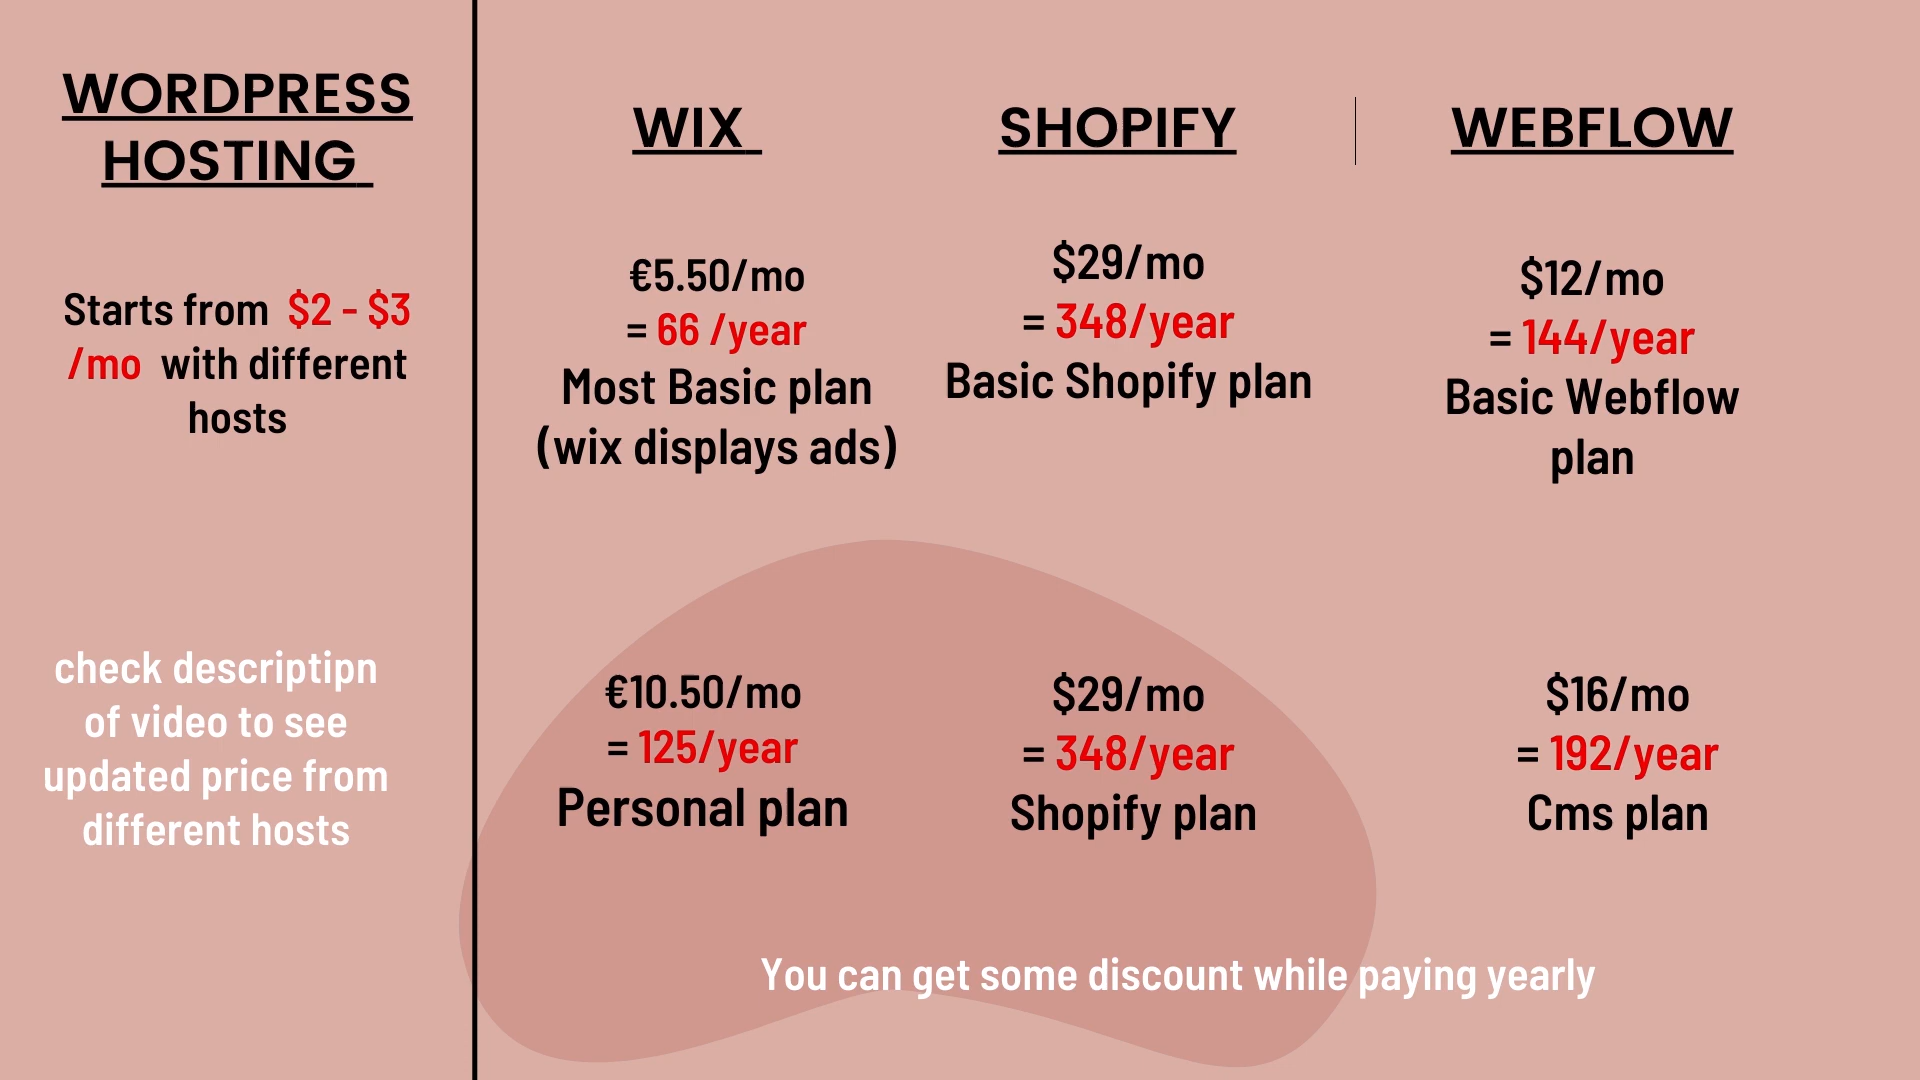 WORDPRESS
HOSTING
Starts from $2 - $3
/mo with different
hosts
check descriptipn
of video to see
updated price from
different hosts
WIX
€5.50/mo
= 66 /year
Most Basic plan
(wix displays ads)
€10.50/mo
= 125/year
Personal plan
SHOPIFY
$29/mo
= 348/year
Basic Shopify plan
$29/mo
= 348/year
Shopify plan
WEBFLOW
$12/mo
= 144/year
Basic Webflow
plan
$16/mo
= 192/year
Cms plan
You can get some discount while paying yearly